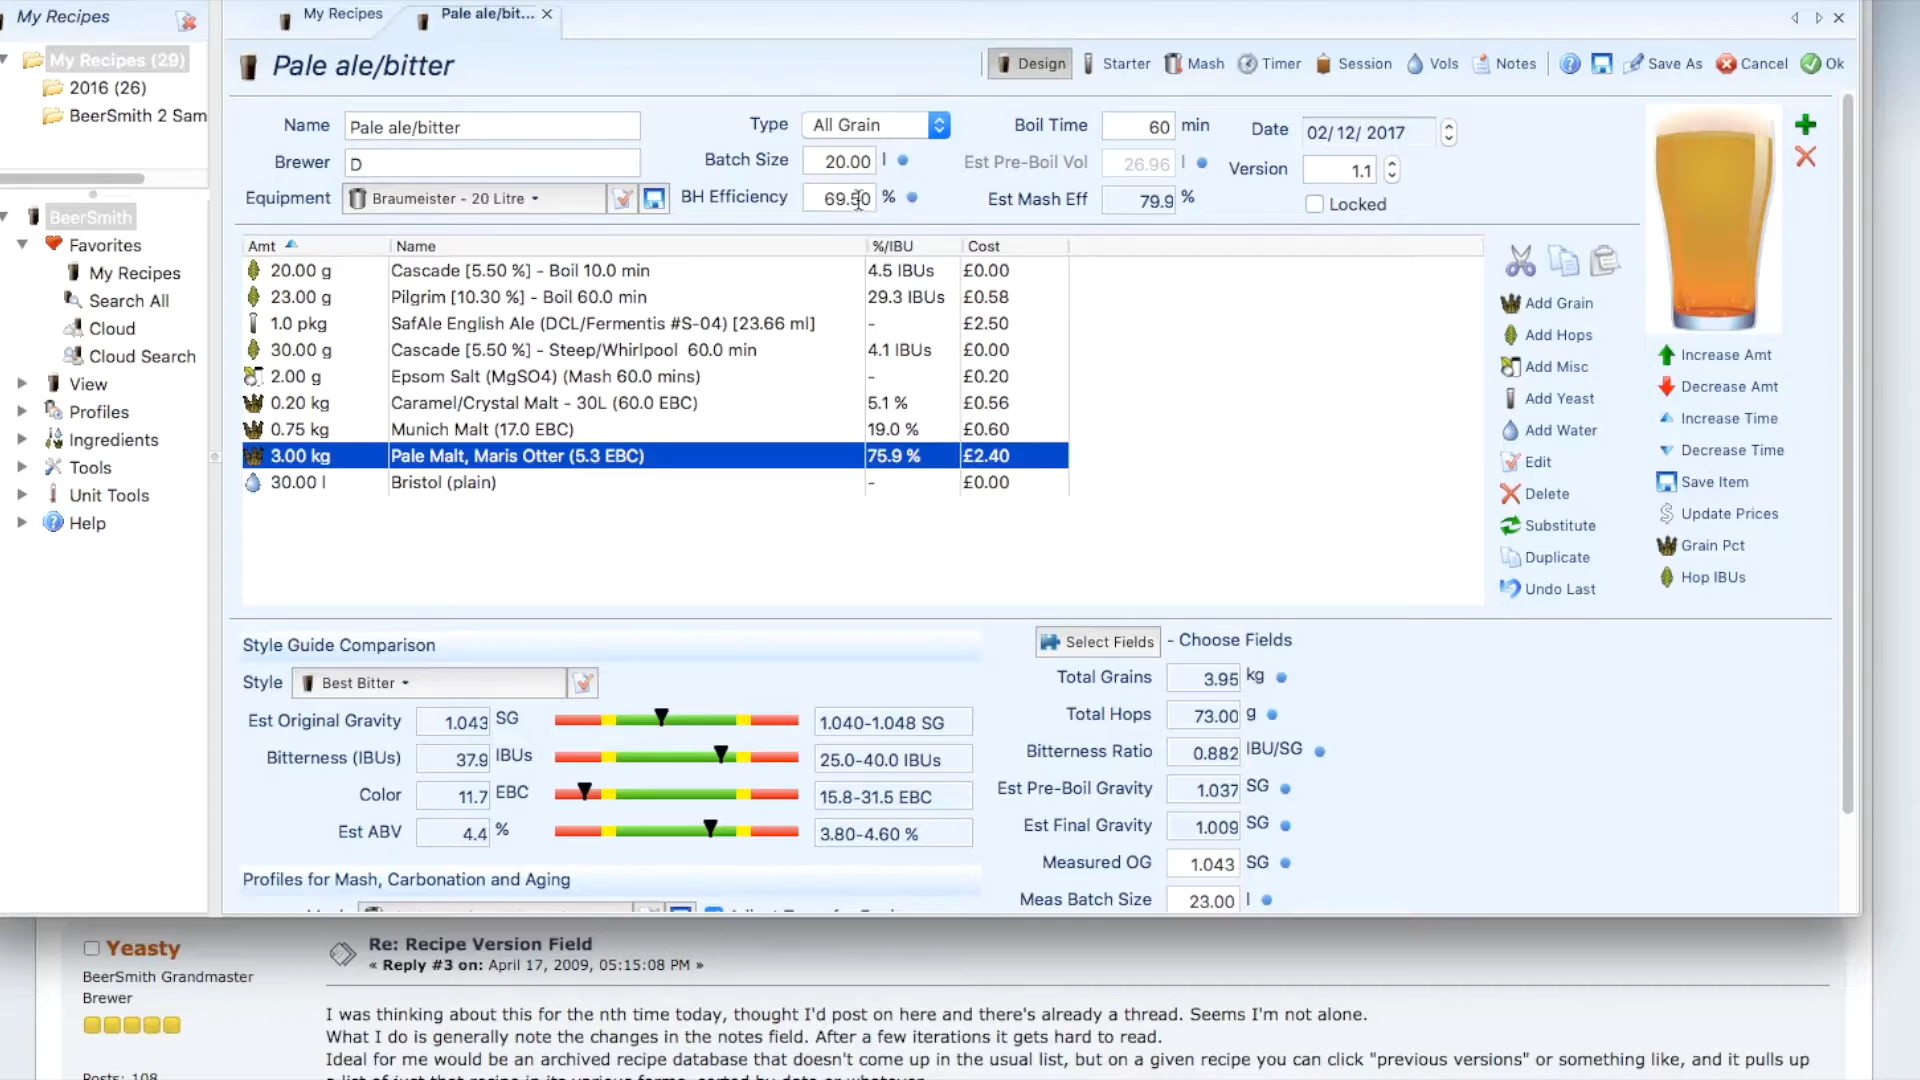 My Recipes
My Recipes (29)
2016 (26)
BeerSmith 2 Sam
BeerSmith
Favorites
My Recipes
Search All
Cloud
Cloud Search
View
Profiles
Ingredients
Tools
Unit Tools
Help
My Recipes
Pale ale/bit...
Pale ale/bitter
Design Starter Mash Timer Session Vols Notes Save As Cancel Ok
Name Pale ale/bitter Type All Grain Boil Time 60 min Date 02/12/2017
Brewer D Batch Size 20.00 l Est Pre-Boil Vol 26.96 l Version 1.1
Equipment Braumeister - 20 Litre BH Efficiency 69.50 % Est Mash Eff 79.9 % Locked
Amt Name %/IBU Cost
20.00 g Cascade [5.50 %] - Boil 10.0 min 4.5 IBUs £0.00
23.00 g Pilgrim [10.30 %] - Boil 60.0 min 29.3 IBUs £0.58
1.0 pkg SafAle English Ale (DCL/Fermentis #S-04) [23.66 ml] - £2.50
30.00 g Cascade [5.50 %] - Steep/Whirlpool 60.0 min 4.1 IBUs £0.00
2.00 g Epsom Salt (MgSO4) (Mash 60.0 mins) - £0.20
0.20 kg Caramel/Crystal Malt - 30L (60.0 EBC) 5.1 % £0.56
0.75 kg Munich Malt (17.0 EBC) 19.0 % £0.60
3.00 kg Pale Malt, Maris Otter (5.3 EBC) 75.9 % £2.40
30.00 l Bristol (plain) - £0.00
Add Grain
Add Hops
Add Misc
Add Yeast
Add Water
Edit
Delete
Substitute
Duplicate
Undo Last
Increase Amt
Decrease Amt
Increase Time
Decrease Time
Save Item
Update Prices
Grain Pct
Hop IBUs
Style Guide Comparison
Style Best Bitter
Est Original Gravity 1.043 SG 1.040-1.048 SG
Bitterness (IBUs) 37.9 IBUs 25.0-40.0 IBUs
Color 11.7 EBC 15.8-31.5 EBC
Est ABV 4.4 % 3.80-4.60 %
Profiles for Mash, Carbonation and Aging
Select Fields - Choose Fields
Total Grains 3.95 kg
Total Hops 73.00 g
Bitterness Ratio 0.882 IBU/SG
Est Pre-Boil Gravity 1.037 SG
Est Final Gravity 1.009 SG
Measured OG 1.043 SG
Meas Batch Size 23.00 l
Yeasty
BeerSmith Grandmaster
Brewer
Posts: 108
Re: Recipe Version Field
« Reply #3 on: April 17, 2009, 05:15:08 PM »
I was thinking about this for the nth time today, thought I'd post on here and there's already a thread. Seems I'm not alone.
What I do is generally note the changes in the notes field. After a few iterations it gets hard to read.
Ideal for me would be an archived recipe database that doesn't come up in the usual list, but on a given recipe you can click "previous versions" or something like, and it pulls up